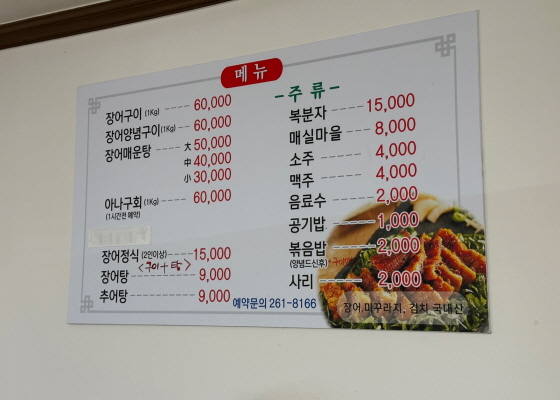 메뉴
장어구이 (1Kg) ----- 60,000
장어양념구이(1Kg) ---- 60,000
장어매운탕 ---- 大 50,000
中 40,000
小 30,000
아나구회 (1Kg) ---- 60,000
(1시간전 예약)
장어정식 (2인이상) ----- 15,000
<구이+탕>
장어탕 ------ 9,000
추어탕 ------ 9,000
예약문의 261-8166
- 주 류 -
복분자 ----- 15,000
매실마을 ---- 8,000
소주 ------ 4,000
맥주 ------ 4,000
음료수 ----- 2,000
공기밥 ----- 1,000
볶음밥 ---- 2,000
(양념드신후)
사리 ------ 2,000
장어,미꾸라지, 김치 국내산